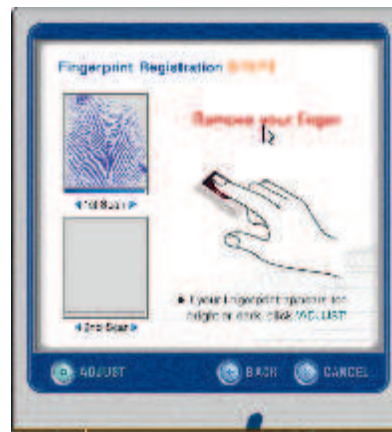 Fingerprint Registration
Remove your finger
1st Scan
2nd Scan
If your fingerprint appears too
bright or dark, click 'ADJUST'
ADJUST BACK CANCEL